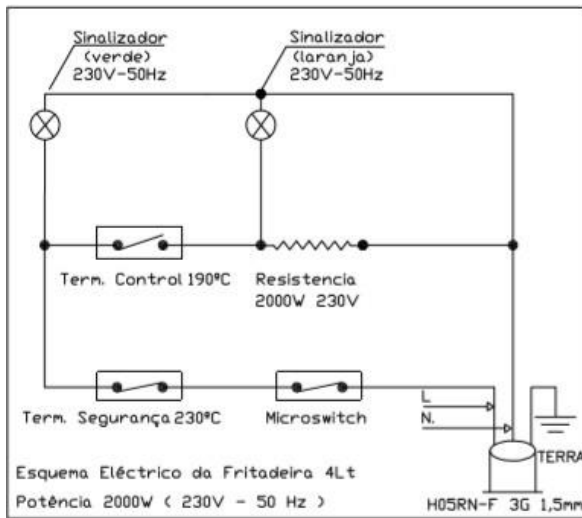 Sinalizador
(verde)
230V-50Hz
Sinalizador
(laranja)
230V-50Hz
Term. Control 190ºC
Resistencia
2000W 230V
Term. Segurança 230ºC
Microswitch
L
N.
TERRA
Esquema Eléctrico da Fritadeira 4Lt
Potência 2000W ( 230V - 50 Hz )
H05RN-F 3G 1,5mm